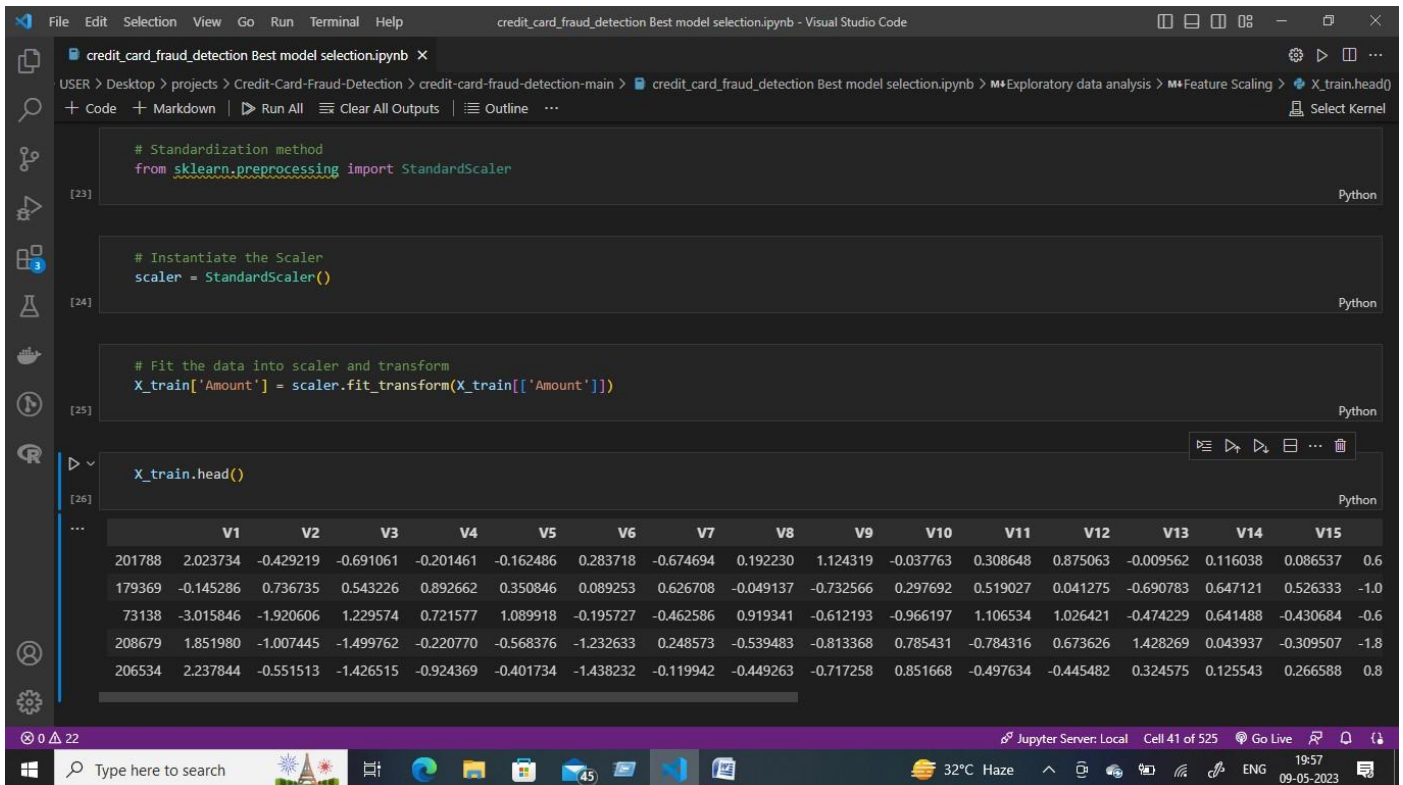 File Edit Selection View Go Run Terminal Help credit_card_fraud_detection Best model selection.ipynb - Visual Studio Code
credit_card_fraud_detection Best model selection.ipynb
USER > Desktop > projects > Credit-Card-Fraud-Detection > credit-card-fraud-detection-main > credit_card_fraud_detection Best model selection.ipynb > M↓Exploratory data analysis > M↓Feature Scaling > X_train.head()
+ Code + Markdown Run All Clear All Outputs Outline ... Select Kernel
# Standardization method
from sklearn.preprocessing import StandardScaler
[23] Python
# Instantiate the Scaler
scaler = StandardScaler()
[24] Python
# Fit the data into scaler and transform
X_train['Amount'] = scaler.fit_transform(X_train[['Amount']])
[25] Python
X_train.head()
[26] Python
... V1 V2 V3 V4 V5 V6 V7 V8 V9 V10 V11 V12 V13 V14 V15
201788 2.023734 -0.429219 -0.691061 -0.201461 -0.162486 0.283718 -0.674694 0.192230 1.124319 -0.037763 0.308648 0.875063 -0.009562 0.116038 0.086537 0.6
179369 -0.145286 0.736735 0.543226 0.892662 0.350846 0.089253 0.626708 -0.049137 -0.732566 0.297692 0.519027 0.041275 -0.690783 0.647121 0.526333 -1.0
73138 -3.015846 -1.920606 1.229574 0.721577 1.089918 -0.195727 -0.462586 0.919341 -0.612193 -0.966197 1.106534 1.026421 -0.474229 0.641488 -0.430684 -0.6
208679 1.851980 -1.007445 -1.499762 -0.220770 -0.568376 -1.232633 0.248573 -0.539483 -0.813368 0.785431 -0.784316 0.673626 1.428269 0.043937 -0.309507 -1.8
206534 2.237844 -0.551513 -1.426515 -0.924369 -0.401734 -1.438232 -0.119942 -0.449263 -0.717258 0.851668 -0.497634 -0.445482 0.324575 0.125543 0.266588 0.8
3
R
0 22 Jupyter Server: Local Cell 41 of 525 Go Live
Type here to search 45 32°C Haze ENG 19:57
09-05-2023